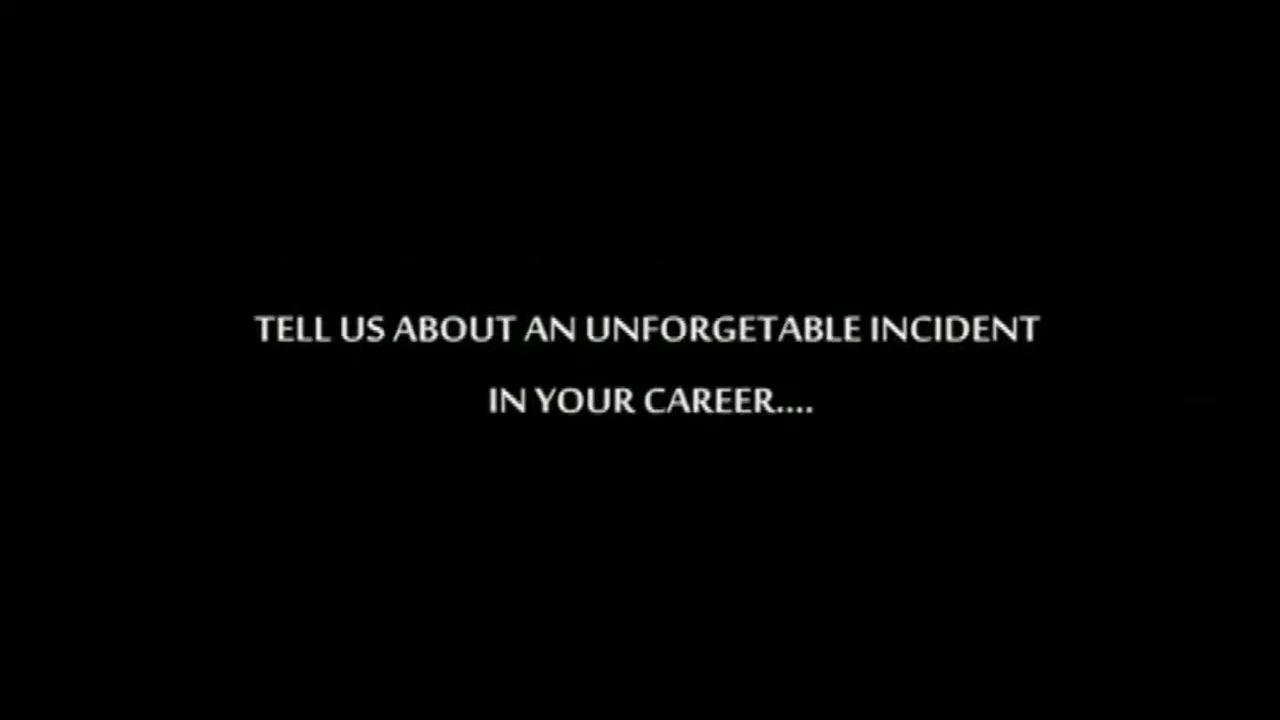 TELL US ABOUT AN UNFORGETABLE INCIDENT
IN YOUR CAREER....